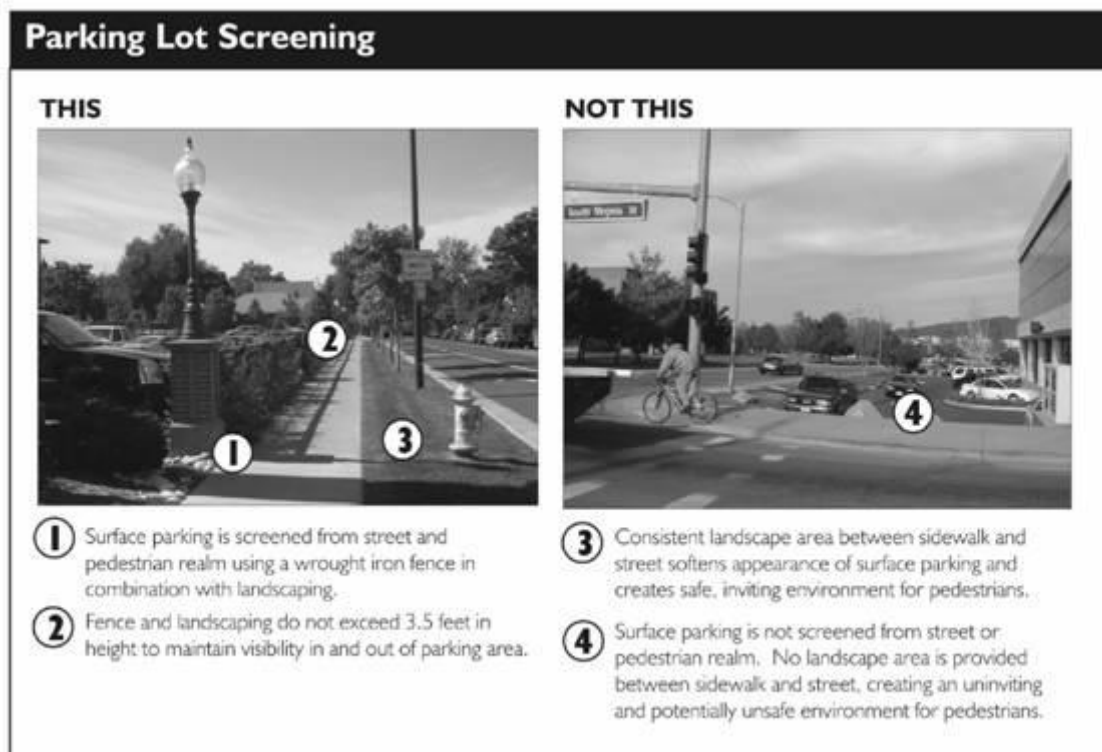 Parking Lot Screening
THIS
NOT THIS
2
1
3
4
1 Surface parking is screened from street and
pedestrian realm using a wrought iron fence in
combination with landscaping.
2 Fence and landscaping do not exceed 3.5 feet in
height to maintain visibility in and out of parking area.
3 Consistent landscape area between sidewalk and
street softens appearance of surface parking and
creates safe, inviting environment for pedestrians.
4 Surface parking is not screened from street or
pedestrian realm. No landscape area is provided
between sidewalk and street, creating an uninviting
and potentially unsafe environment for pedestrians.